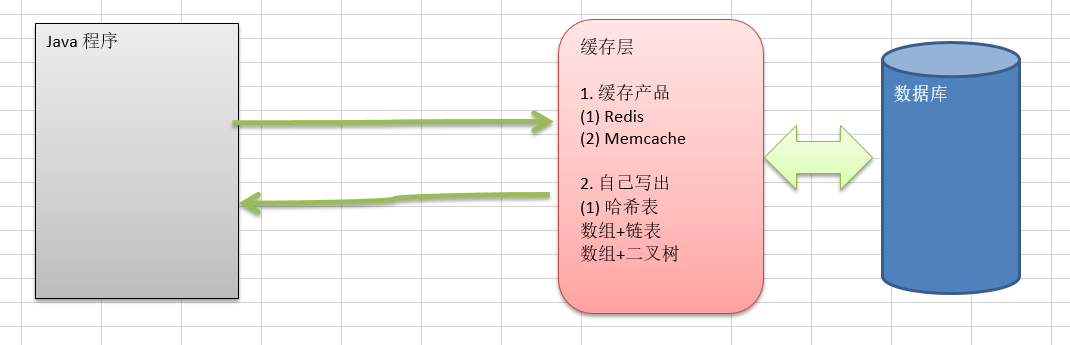 Java 程序
缓存层
1. 缓存产品
(1) Redis
(2) Memcache
2. 自己写出
(1) 哈希表
数组+链表
数组+二叉树
数据库